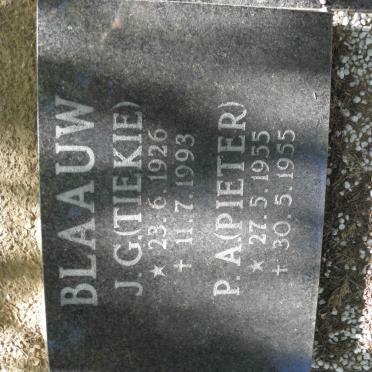 BLAAUW
J.G.(TIEKIE)
★ 23.6.1926
† 11.7.1993
P.A(PIETER)
★ 27.5.1955
† 30.5.1955